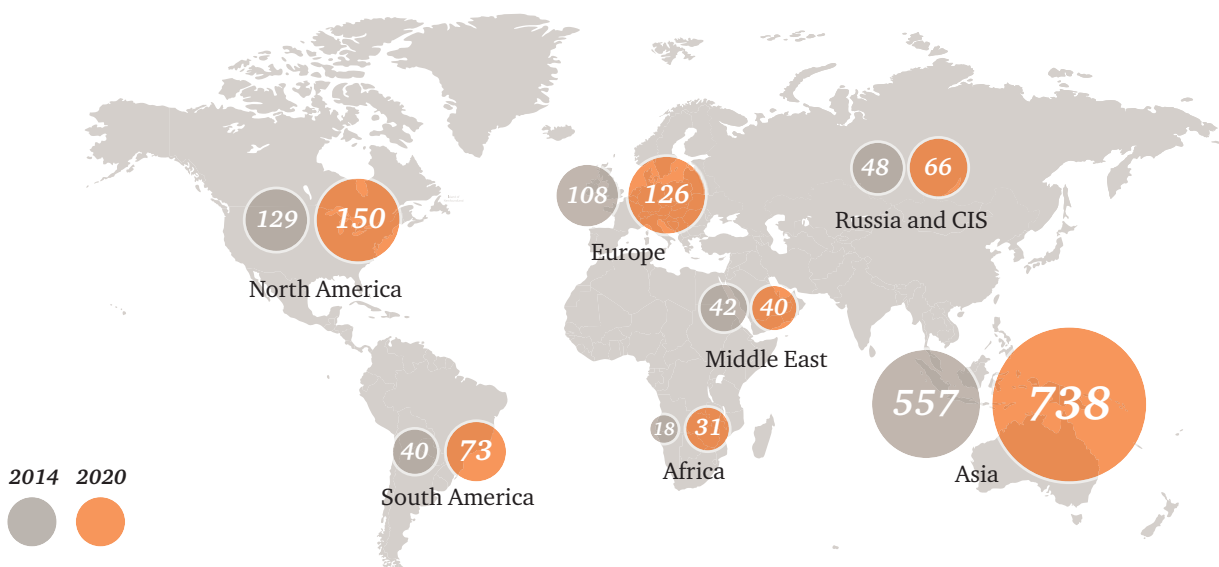 129 150
North America
108 126
Europe
48 66
Russia and CIS
42 40
Middle East
557 738
Asia
18 31
Africa
40 73
South America
2014 2020